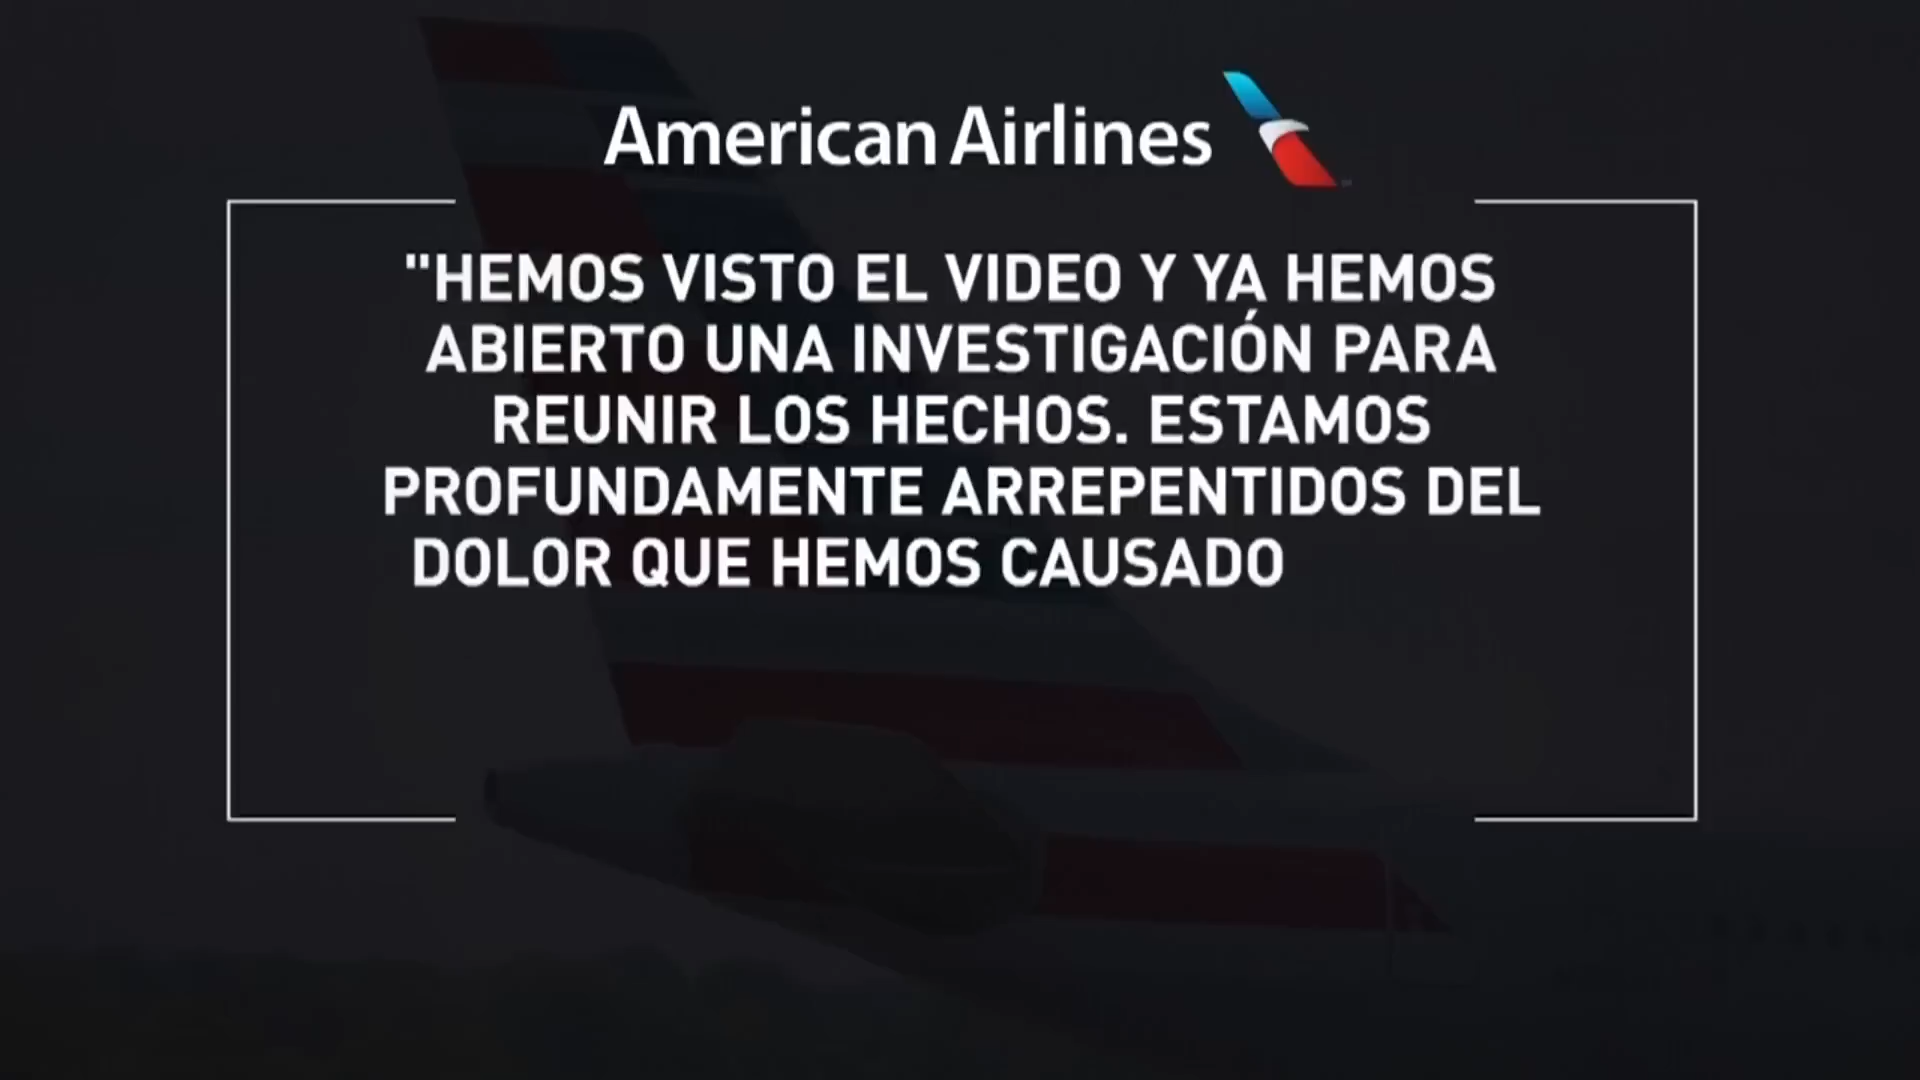 American Airlines
"HEMOS VISTO EL VIDEO Y YA HEMOS
ABIERTO UNA INVESTIGACIÓN PARA
REUNIR LOS HECHOS. ESTAMOS
PROFUNDAMENTE ARREPENTIDOS DEL
DOLOR QUE HEMOS CAUSADO